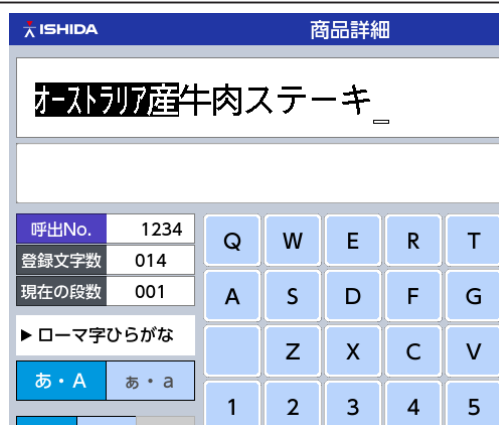 ISHIDA 商品詳細
オーストラリア産牛肉ステーキ_
呼出No. 1234
登録文字数 014
現在の段数 001
▶ ローマ字ひらがな
あ・A あ・a
Q W E R T
A S D F G
Z X C V
1 2 3 4 5